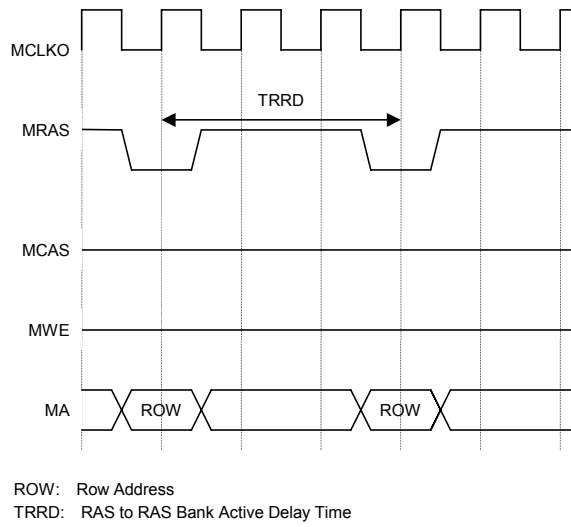 MCLKO
TRRD
MRAS
MCAS
MWE
MA
ROW
ROW
ROW: Row Address
TRRD: RAS to RAS Bank Active Delay Time